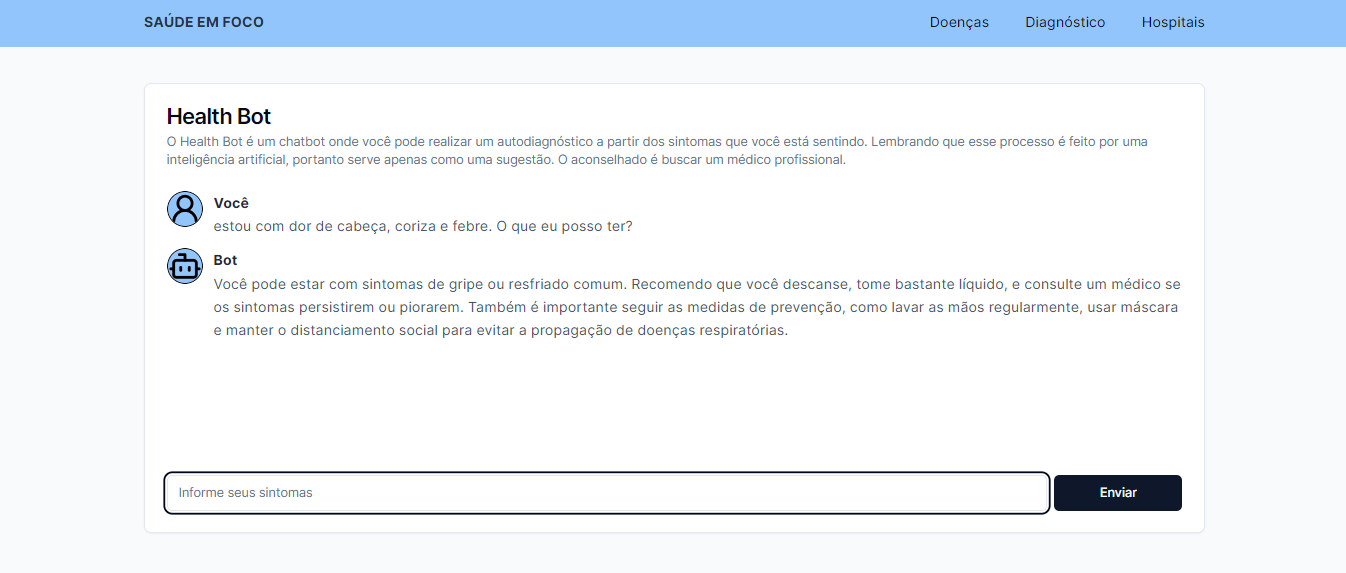 SAÚDE EM FOCO
Doenças
Diagnóstico
Hospitais
Health Bot
O Health Bot é um chatbot onde você pode realizar um autodiagnóstico a partir dos sintomas que você está sentindo. Lembrando que esse processo é feito por uma
inteligência artificial, portanto serve apenas como uma sugestão. O aconselhado é buscar um médico profissional.
Você
estou com dor de cabeça, coriza e febre. O que eu posso ter?
Bot
Você pode estar com sintomas de gripe ou resfriado comum. Recomendo que você descanse, tome bastante líquido, e consulte um médico se
os sintomas persistirem ou piorarem. Também é importante seguir as medidas de prevenção, como lavar as mãos regularmente, usar máscara
e manter o distanciamento social para evitar a propagação de doenças respiratórias.
Informe seus sintomas
Enviar